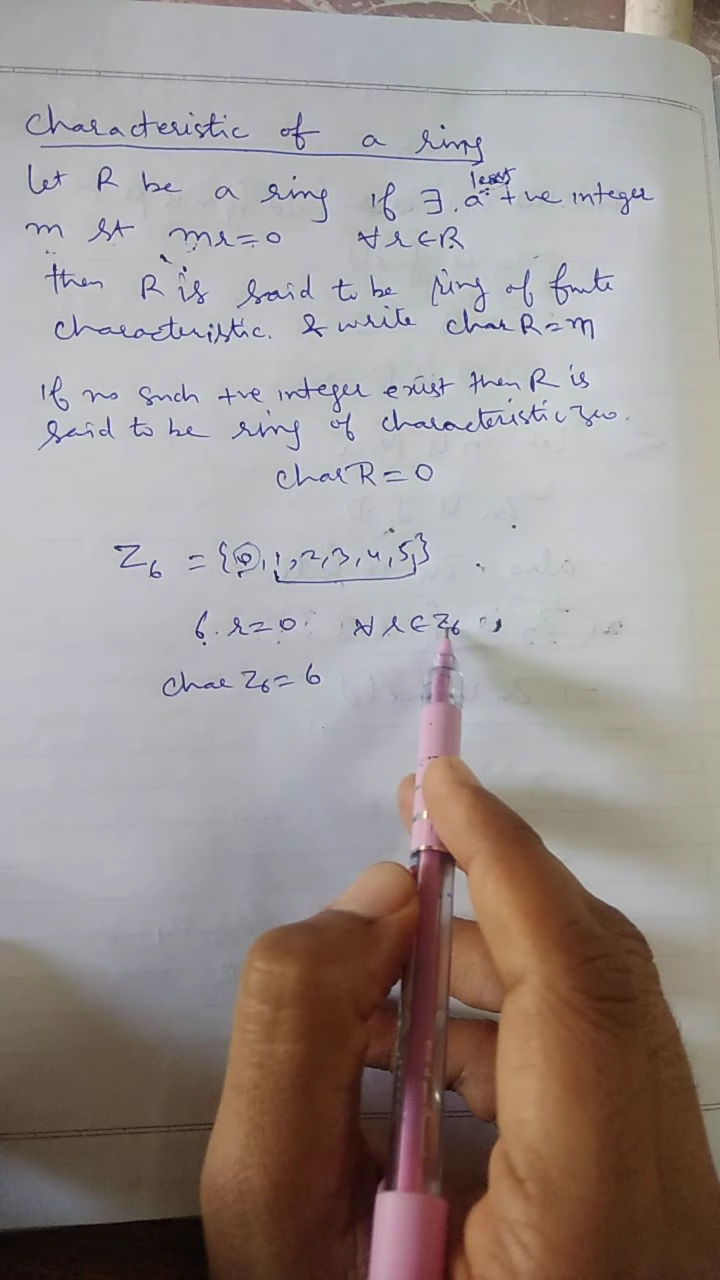 Characteristic of a ring
Let R be a ring if ∃ a least +ve integer
m st mr=0 ∀ r∈R
then R is said to be ring of finite
characteristic. & write char R=m
If no such +ve integer exist then R is
said to be ring of characteristic zero.
char R = 0
Z₆ = {0,1,2,3,4,5,}
6.r=0 ∀ r∈Z₆
Char Z₆ = 6